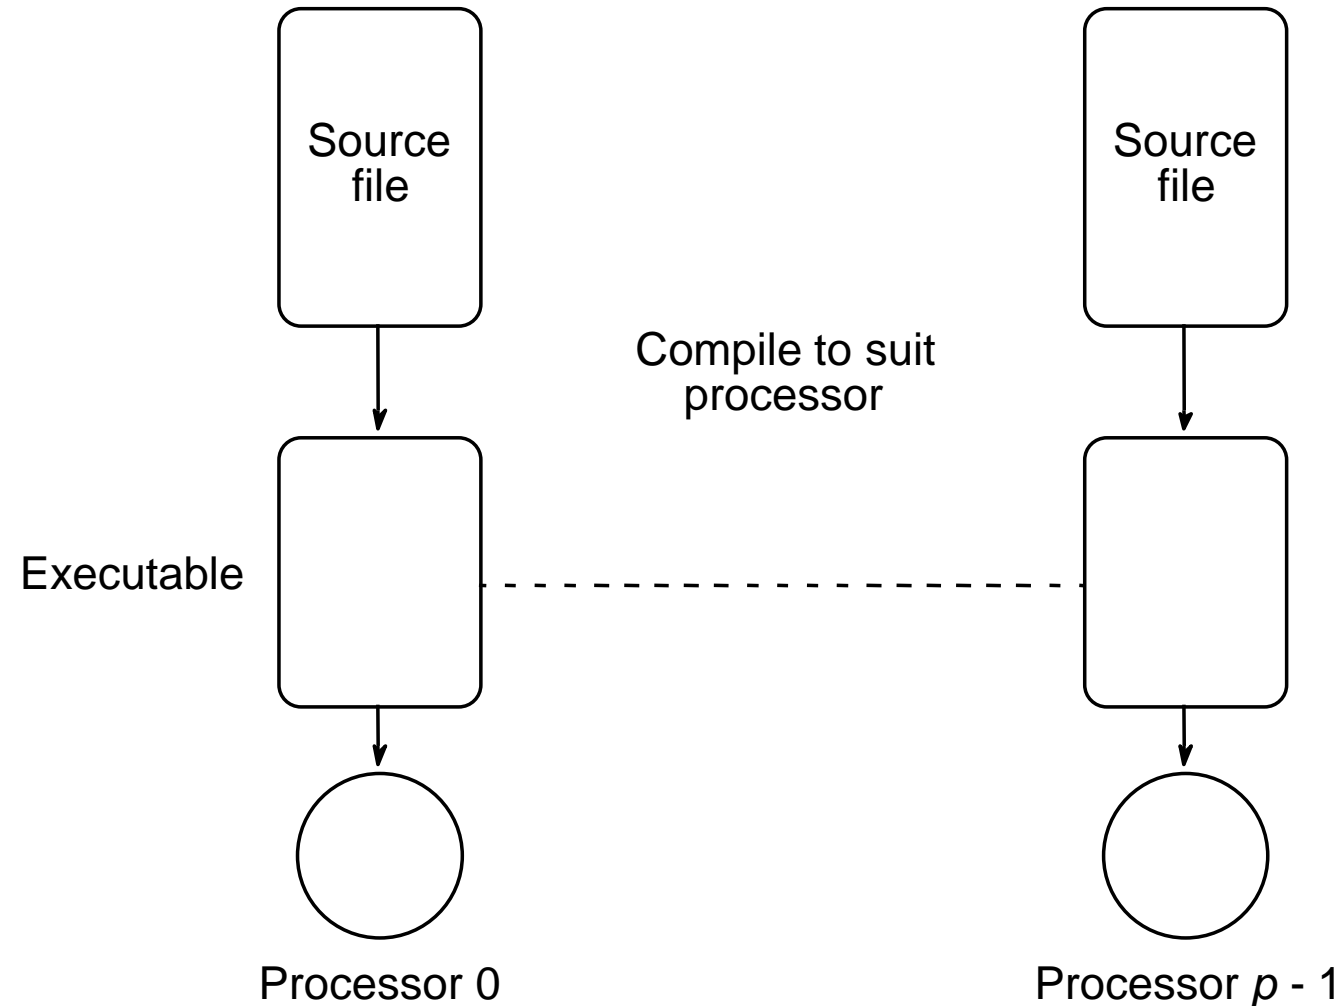 Source
file
Source
file
Compile to suit
processor
Executable
Processor 0
Processor p - 1